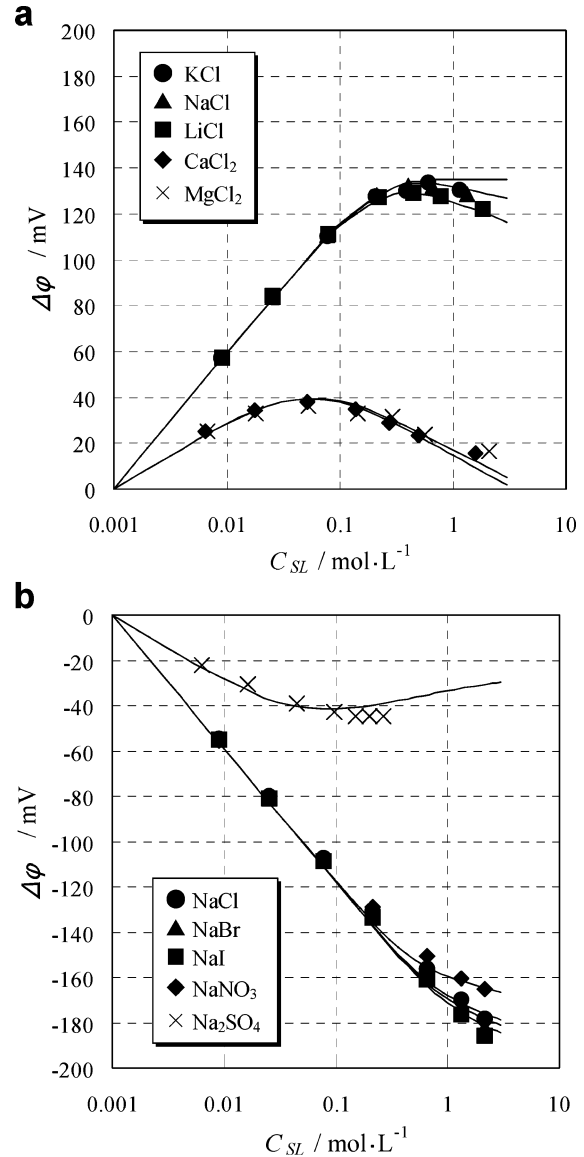 a
200
180
160
140
120
100
80
60
40
20
0
Δφ / mV
KCl
NaCl
LiCl
CaCl₂
MgCl₂
0.001 0.01 0.1 1 10
C_SL / mol·L⁻¹
b
0
-20
-40
-60
-80
-100
-120
-140
-160
-180
-200
Δφ / mV
NaCl
NaBr
NaI
NaNO₃
Na₂SO₄
0.001 0.01 0.1 1 10
C_SL / mol·L⁻¹